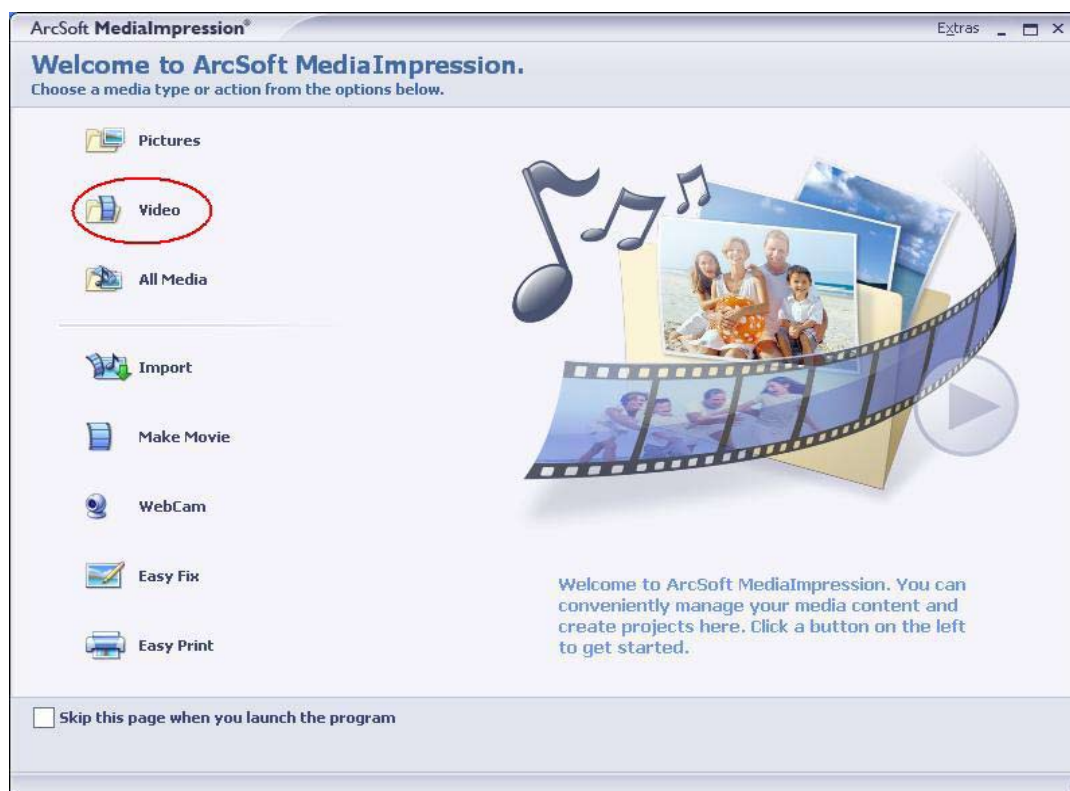 ArcSoft MediaImpression®
Extras
Welcome to ArcSoft MediaImpression.
Choose a media type or action from the options below.
Pictures
Video
All Media
Import
Make Movie
WebCam
Easy Fix
Easy Print
Welcome to ArcSoft MediaImpression. You can
conveniently manage your media content and
create projects here. Click a button on the left
to get started.
Skip this page when you launch the program